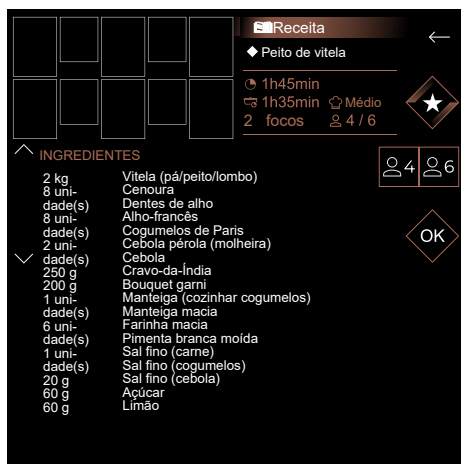 Receita
Peito de vitela
1h45min
1h35min Médio
2 focos 4 / 6
INGREDIENTES
4 6
OK
2 kg Vitela (pá/peito/lombo)
8 uni- Cenoura
dade(s) Dentes de alho
8 uni- Alho-francês
dade(s) Cogumelos de Paris
2 uni- Cebola pérola (molheira)
dade(s) Cebola
250 g Cravo-da-Índia
200 g Bouquet garni
1 uni- Manteiga (cozinhar cogumelos)
dade(s) Manteiga macia
6 uni- Farinha macia
dade(s) Pimenta branca moída
1 uni- Sal fino (carne)
dade(s) Sal fino (cogumelos)
20 g Sal fino (cebola)
60 g Açúcar
60 g Limão